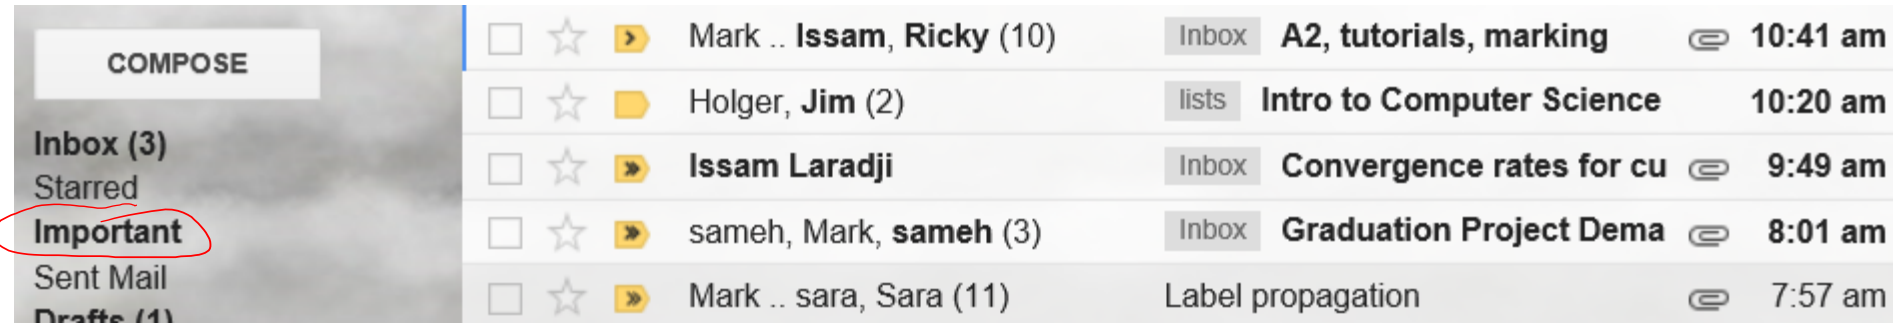 COMPOSE
Inbox (3)
Starred
Important
Sent Mail
Drafts (1)
Mark .. Issam, Ricky (10) Inbox A2, tutorials, marking 10:41 am
Holger, Jim (2) lists Intro to Computer Science 10:20 am
Issam Laradji Inbox Convergence rates for cu 9:49 am
sameh, Mark, sameh (3) Inbox Graduation Project Dema 8:01 am
Mark .. sara, Sara (11) Label propagation 7:57 am